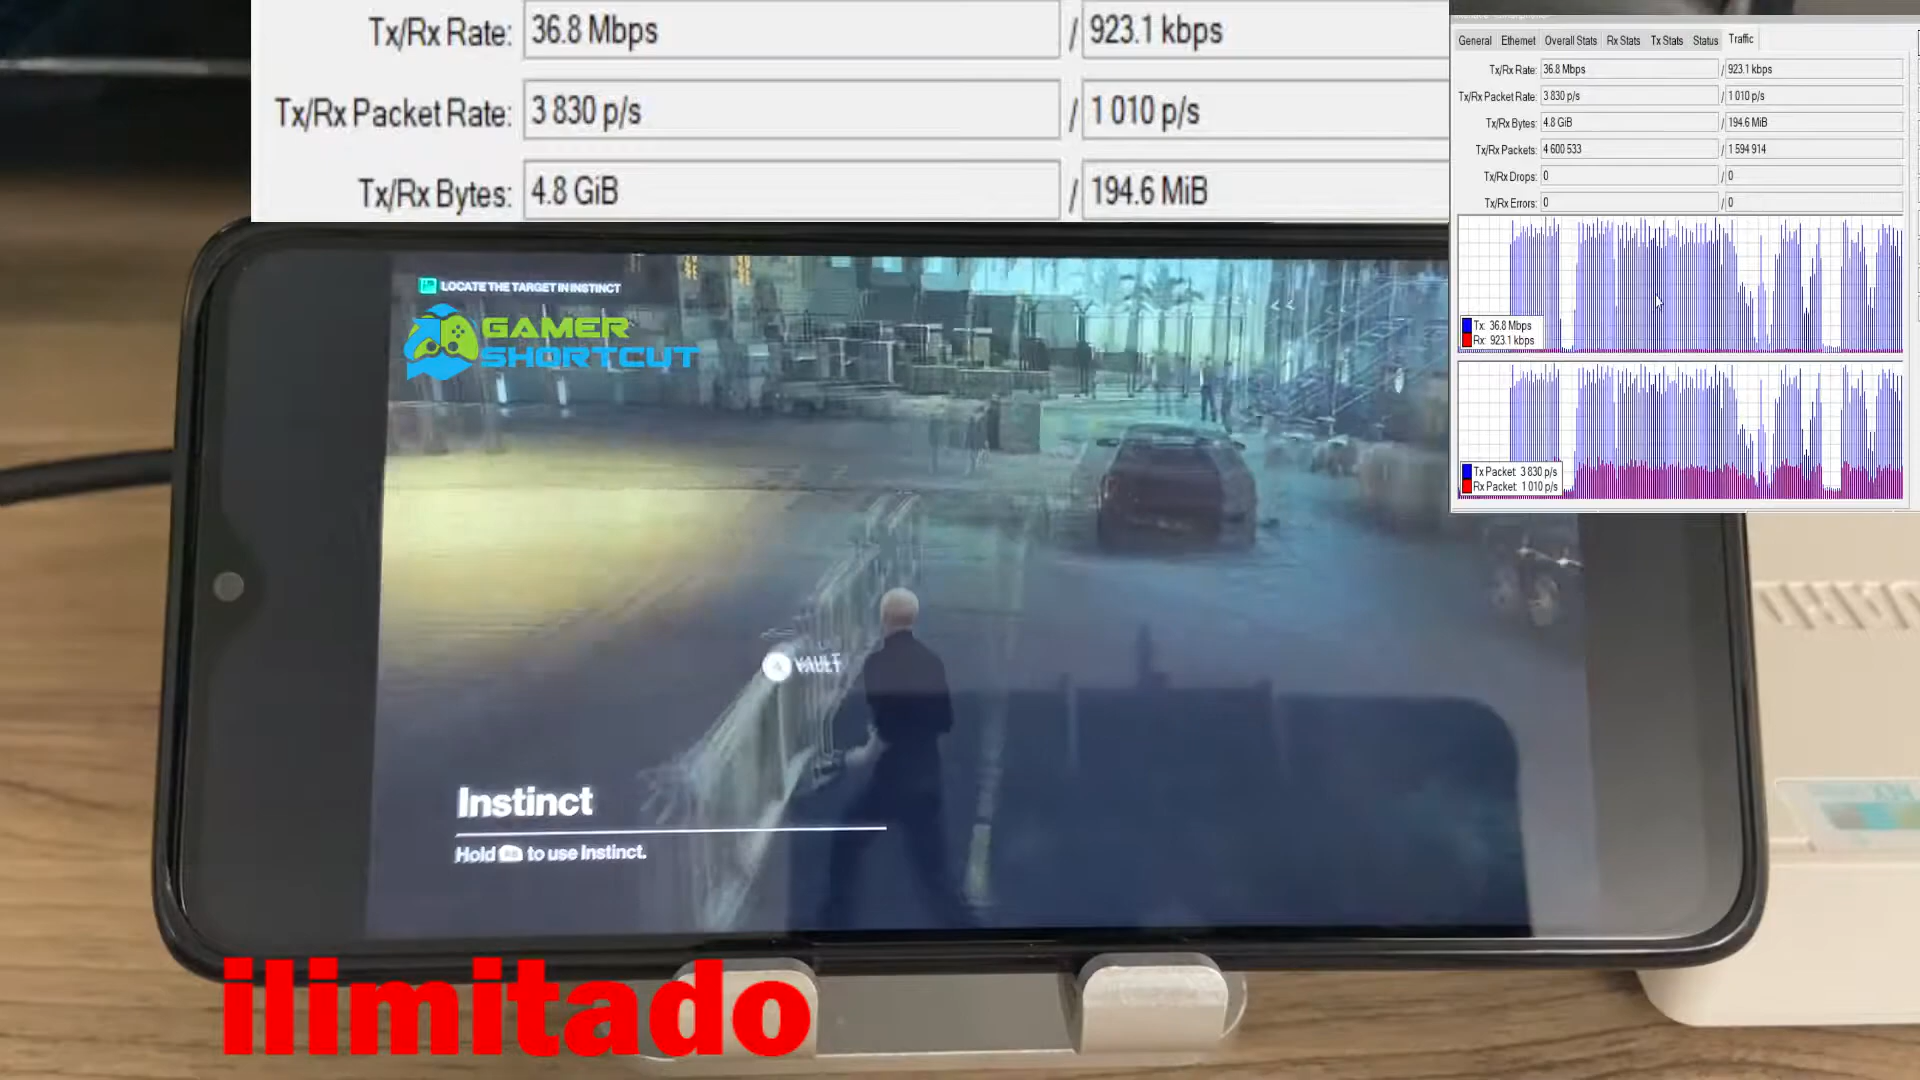 Tx/Rx Rate: 36.8 Mbps / 923.1 kbps
Tx/Rx Packet Rate: 3 830 p/s / 1 010 p/s
Tx/Rx Bytes: 4.8 GiB / 194.6 MiB
General Ethernet Overall Stats Rx Stats Tx Stats Status Traffic
Tx/Rx Rate: 36.8 Mbps / 923.1 kbps
Tx/Rx Packet Rate: 3 830 p/s / 1 010 p/s
Tx/Rx Bytes: 4.8 GiB / 194.6 MiB
Tx/Rx Packets: 4 600 533 / 1 594 914
Tx/Rx Drops: 0 / 0
Tx/Rx Errors: 0 / 0
Tx: 36.8 Mbps
Rx: 923.1 kbps
Tx Packet: 3 830 p/s
Rx Packet: 1 010 p/s
LOCATE THE TARGET IN INSTINCT
GAMER
SHORTCUT
VAULT
Instinct
Hold RB to use Instinct.
ilimitado